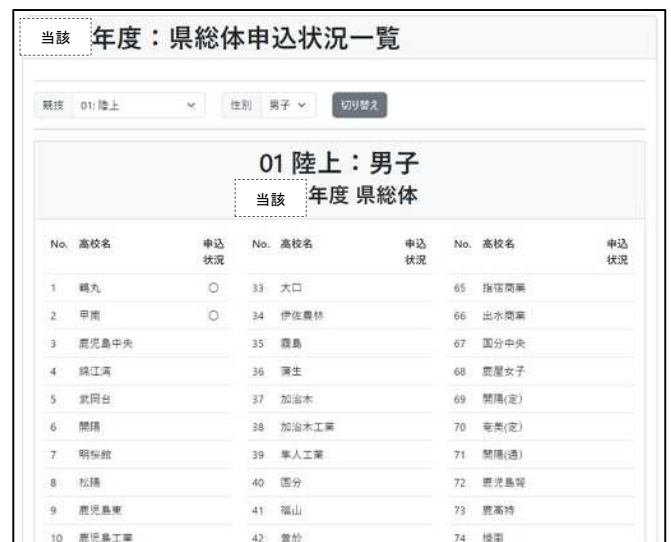 当該 年度：県総体申込状況一覧
競技 01: 陸上 性別 男子 切り替え
01 陸上：男子
当該 年度 県総体
No. 高校名 申込状況 No. 高校名 申込状況 No. 高校名 申込状況
1 鶴丸 ○ 33 大口 65 指宿商業
2 甲南 ○ 34 伊佐農林 66 出水商業
3 鹿児島中央 35 霧島 67 国分中央
4 錦江湾 36 蒲生 68 鹿屋女子
5 武岡台 37 加治木 69 開陽(定)
6 開陽 38 加治木工業 70 奄美(定)
7 明桜館 39 隼人工業 71 開陽(通)
8 松陽 40 国分 72 鹿児島聾
9 鹿児島東 41 福山 73 鹿高特
10 鹿児島工業 42 曽於 74 樟南